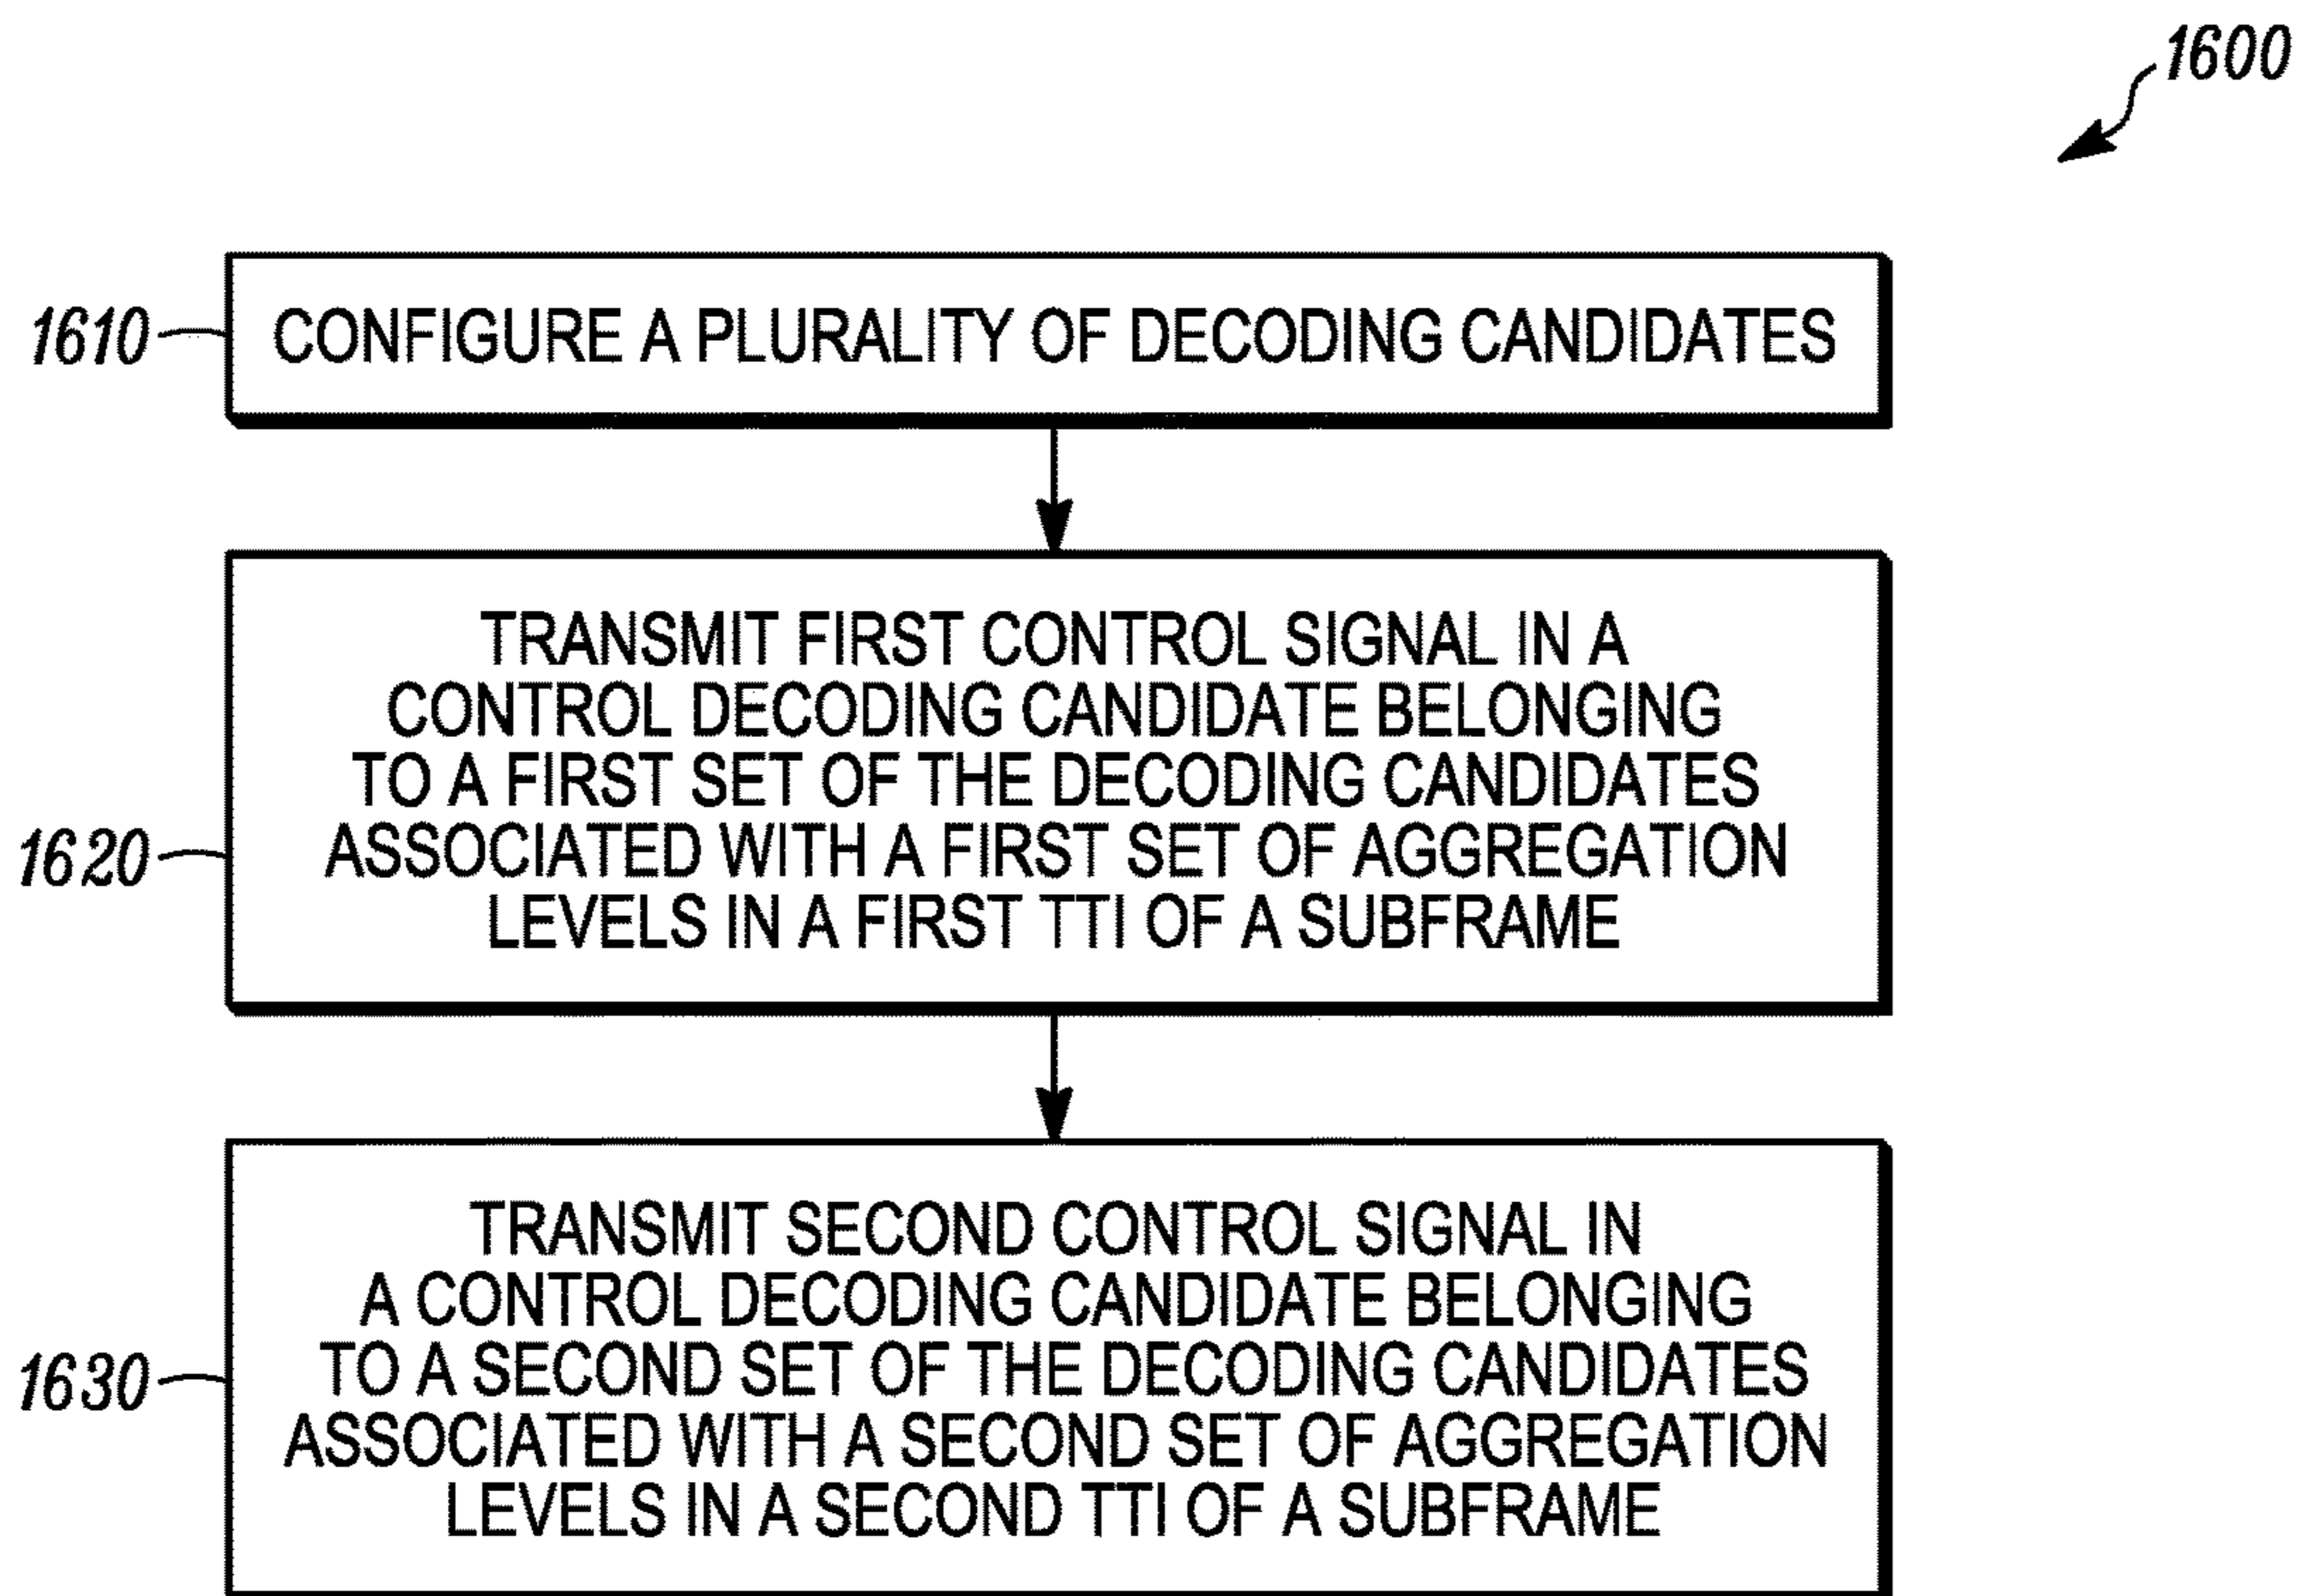 1600
1610
CONFIGURE A PLURALITY OF DECODING CANDIDATES
TRANSMIT FIRST CONTROL SIGNAL IN A
CONTROL DECODING CANDIDATE BELONGING
TO A FIRST SET OF THE DECODING CANDIDATES
1620
ASSOCIATED WITH A FIRST SET OF AGGREGATION
LEVELS IN A FIRST TTI OF A SUBFRAME
TRANSMIT SECOND CONTROL SIGNAL IN
A CONTROL DECODING CANDIDATE BELONGING
TO A SECOND SET OF THE DECODING CANDIDATES
1630
ASSOCIATED WITH A SECOND SET OF AGGREGATION
LEVELS IN A SECOND TTI OF A SUBFRAME